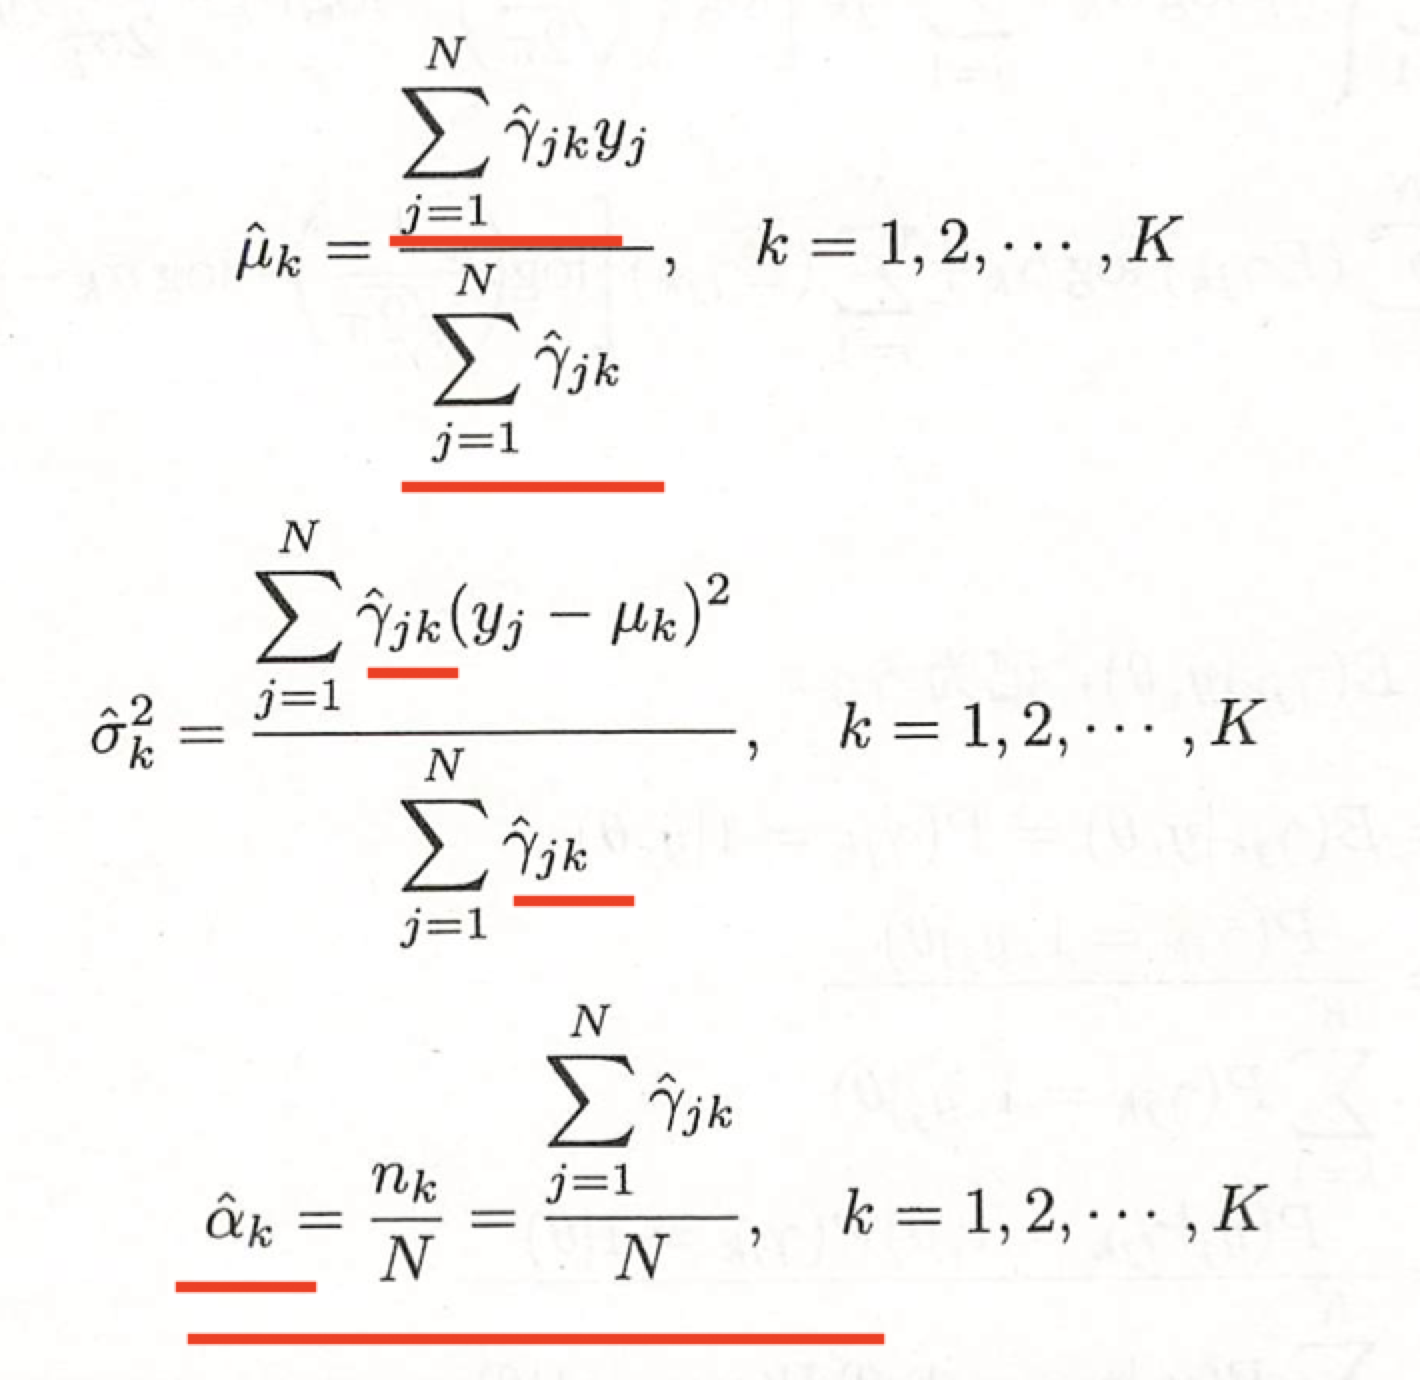 $$\hat{\mu}_k = \frac{\sum_{j=1}^{N} \hat{\gamma}_{jk} y_j}{\sum_{j=1}^{N} \hat{\gamma}_{jk}}, \quad k = 1, 2, \cdots, K$$
$$\hat{\sigma}_k^2 = \frac{\sum_{j=1}^{N} \hat{\gamma}_{jk} (y_j - \mu_k)^2}{\sum_{j=1}^{N} \hat{\gamma}_{jk}}, \quad k = 1, 2, \cdots, K$$
$$\hat{\alpha}_k = \frac{n_k}{N} = \frac{\sum_{j=1}^{N} \hat{\gamma}_{jk}}{N}, \quad k = 1, 2, \cdots, K$$